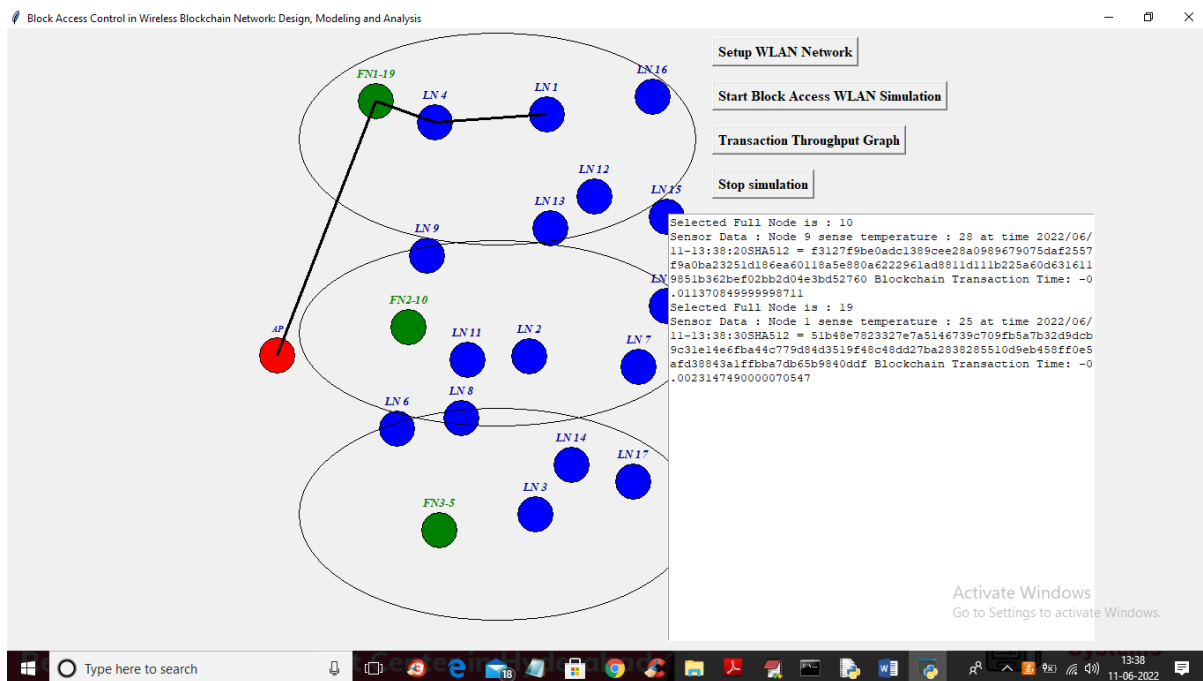 Block Access Control in Wireless Blockchain Network: Design, Modeling and Analysis
Setup WLAN Network
Start Block Access WLAN Simulation
Transaction Throughput Graph
Stop simulation
FN1-19
LN 4
LN 1
LN 16
LN 12
LN 15
LN 13
LN 9
FN2-10
LN
AP
LN 11
LN 2
LN 7
LN 6
LN 8
LN 14
LN 17
LN 3
FN3-5
Selected Full Node is : 10
Sensor Data : Node 9 sense temperature : 28 at time 2022/06/
11-13:38:20SHA512 = f3127f9be0adc1389cee28a0989679075daf2557
f9a0ba23251d186ea60118a5e880a6222961ad8811d111b225a60d631611
9851b362bef02bb2d04e3bd52760 Blockchain Transaction Time: -0
.011370849999998711
Selected Full Node is : 19
Sensor Data : Node 1 sense temperature : 25 at time 2022/06/
11-13:38:30SHA512 = 51b48e7823327e7a5146739c709fb5a7b32d9dcb
9c31e14e6fba44c779d84d3519f48c48dd27ba2838285510d9eb458ff0e5
afd38843a1ffbba7db65b9840ddf Blockchain Transaction Time: -0
.0023147490000070547
Activate Windows
Go to Settings to activate Windows.
Type here to search
18
13:38
11-06-2022